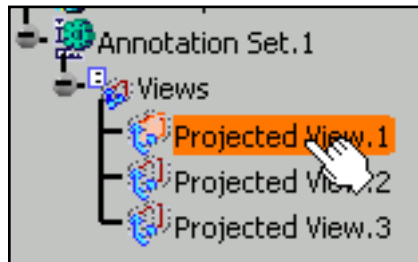 Annotation Set.1
Views
Projected View.1
Projected View.2
Projected View.3